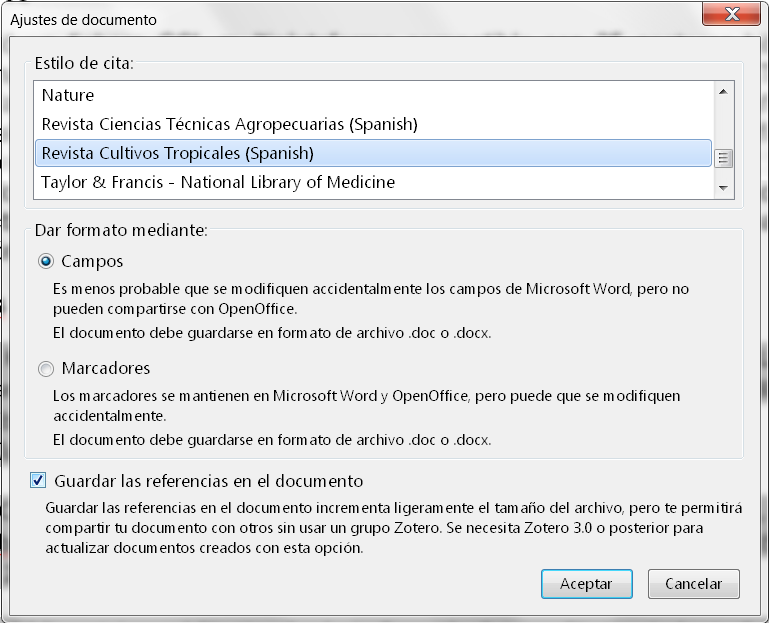 Ajustes de documento
Estilo de cita:
Nature
Revista Ciencias Técnicas Agropecuarias (Spanish)
Revista Cultivos Tropicales (Spanish)
Taylor & Francis - National Library of Medicine
Dar formato mediante:
Campos
Es menos probable que se modifiquen accidentalmente los campos de Microsoft Word, pero no
pueden compartirse con OpenOffice.
El documento debe guardarse en formato de archivo .doc o .docx.
Marcadores
Los marcadores se mantienen en Microsoft Word y OpenOffice, pero puede que se modifiquen
accidentalmente.
El documento debe guardarse en formato de archivo .doc o .docx.
Guardar las referencias en el documento
Guardar las referencias en el documento incrementa ligeramente el tamaño del archivo, pero te permitirá
compartir tu documento con otros sin usar un grupo Zotero. Se necesita Zotero 3.0 o posterior para
actualizar documentos creados con esta opción.
Aceptar
Cancelar